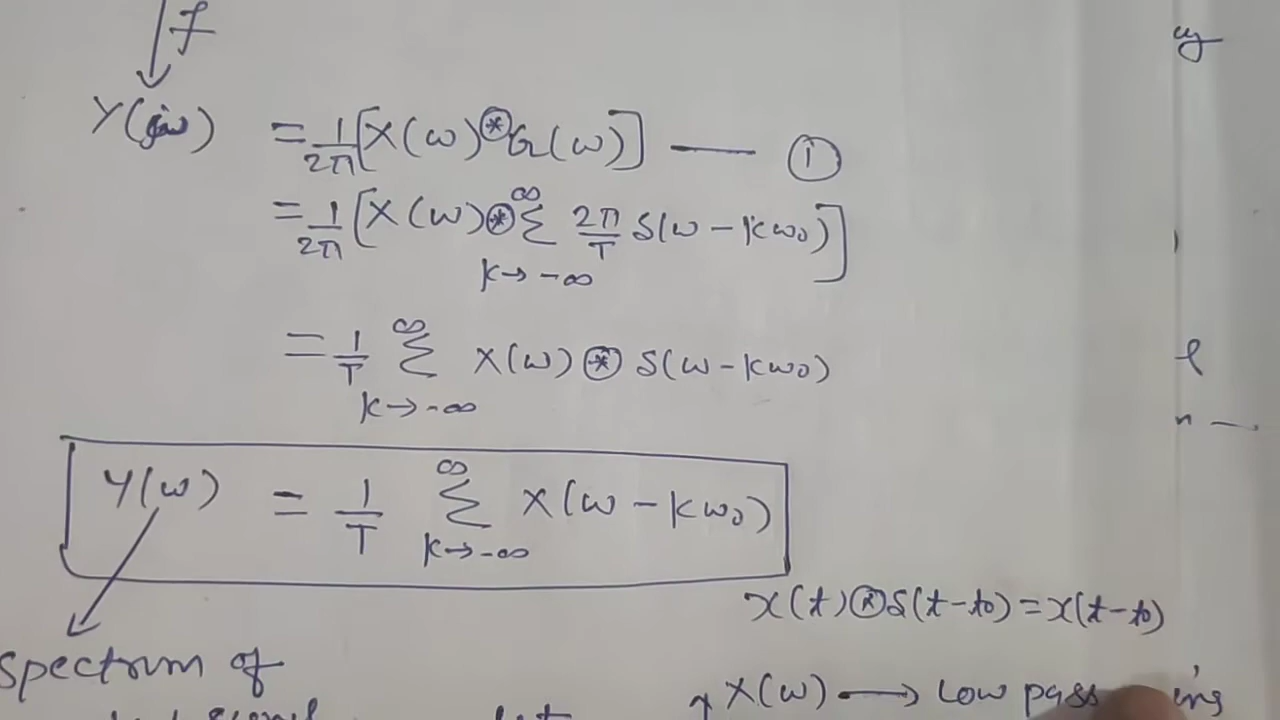 f
Y(jω) = 1/2π [X(ω) ⊛ G(ω)] — ①
= 1/2π [X(ω) ⊛ ∞ Σ k→-∞ 2π/T δ(ω - kω₀)]
= 1/T ∞ Σ k→-∞ X(ω) ⊛ δ(ω - kω₀)
Y(ω) = 1/T ∞ Σ k→-∞ X(ω - kω₀)
x(t) ⊛ δ(t-t₀) = x(t-t₀)
Spectrum of
X(ω) → Low pass